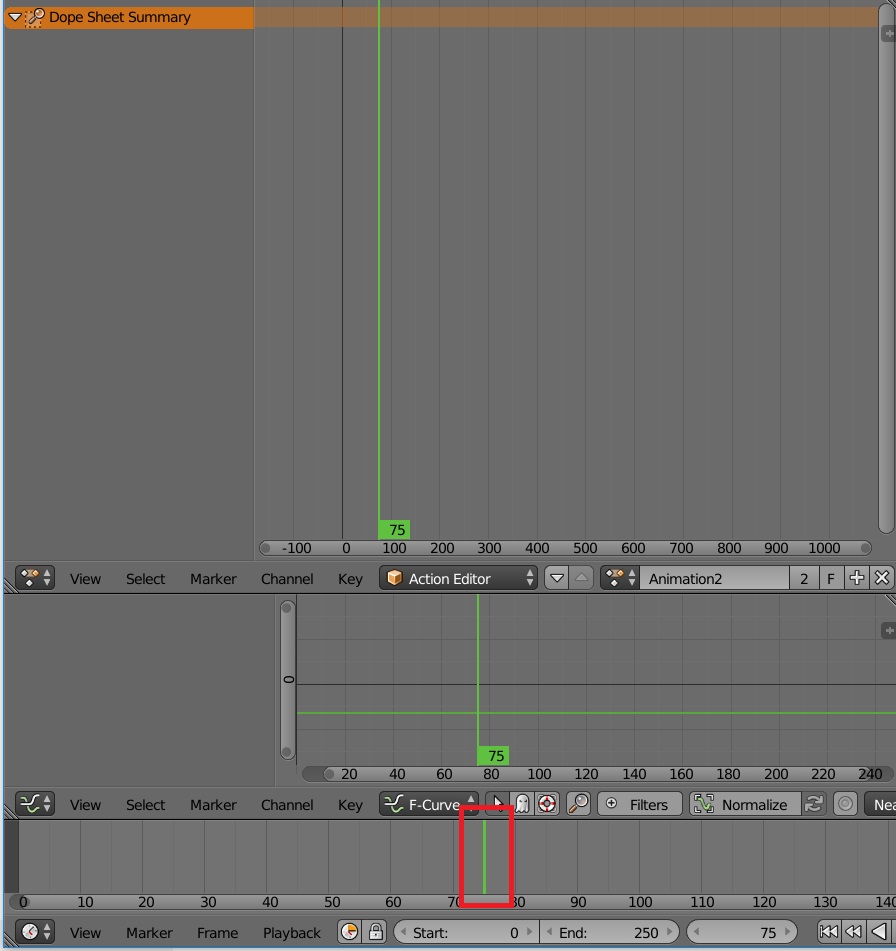 Dope Sheet Summary
75
-100 0 100 200 300 400 500 600 700 800 900 1000
View Select Marker Channel Key Action Editor Animation2 2 F
0
75
20 40 60 80 100 120 140 160 180 200 220 240
View Select Marker Channel Key F-Curve Filters Normalize Nea
0 10 20 30 40 50 60 70 80 90 100 110 120 130 140
View Marker Frame Playback Start: 0 End: 250 75